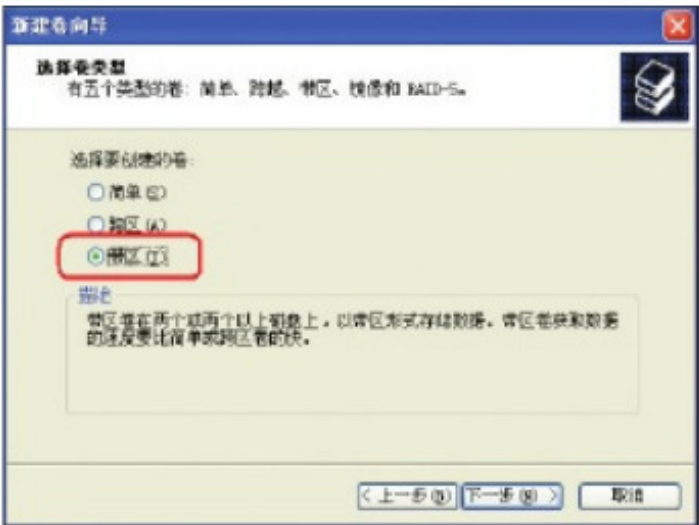 新建卷向导
选择卷类型
有五个类型的卷: 简单、跨越、带区、镜像和 RAID-5。
选择要创建的卷:
简单(S)
跨区(A)
带区(T)
描述
带区卷在两个或两个以上磁盘上，以带区形式存储数据。带区卷获取数据
的速度要比简单或跨区卷的快。
< 上一步(B)
下一步(N) >
取消